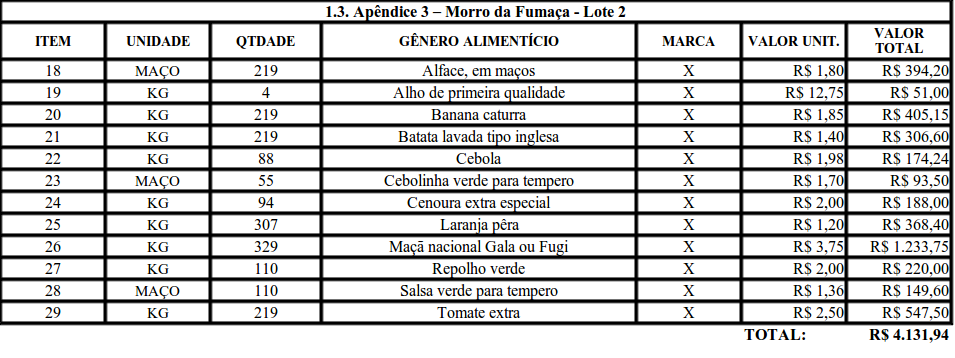 1.3. Apêndice 3 – Morro da Fumaça - Lote 2
ITEM UNIDADE QTDADE GÊNERO ALIMENTÍCIO MARCA VALOR UNIT. VALOR TOTAL
18 MAÇO 219 Alface, em maços X R$ 1,80 R$ 394,20
19 KG 4 Alho de primeira qualidade X R$ 12,75 R$ 51,00
20 KG 219 Banana caturra X R$ 1,85 R$ 405,15
21 KG 219 Batata lavada tipo inglesa X R$ 1,40 R$ 306,60
22 KG 88 Cebola X R$ 1,98 R$ 174,24
23 MAÇO 55 Cebolinha verde para tempero X R$ 1,70 R$ 93,50
24 KG 94 Cenoura extra especial X R$ 2,00 R$ 188,00
25 KG 307 Laranja pêra X R$ 1,20 R$ 368,40
26 KG 329 Maçã nacional Gala ou Fugi X R$ 3,75 R$ 1.233,75
27 KG 110 Repolho verde X R$ 2,00 R$ 220,00
28 MAÇO 110 Salsa verde para tempero X R$ 1,36 R$ 149,60
29 KG 219 Tomate extra X R$ 2,50 R$ 547,50
TOTAL: R$ 4.131,94